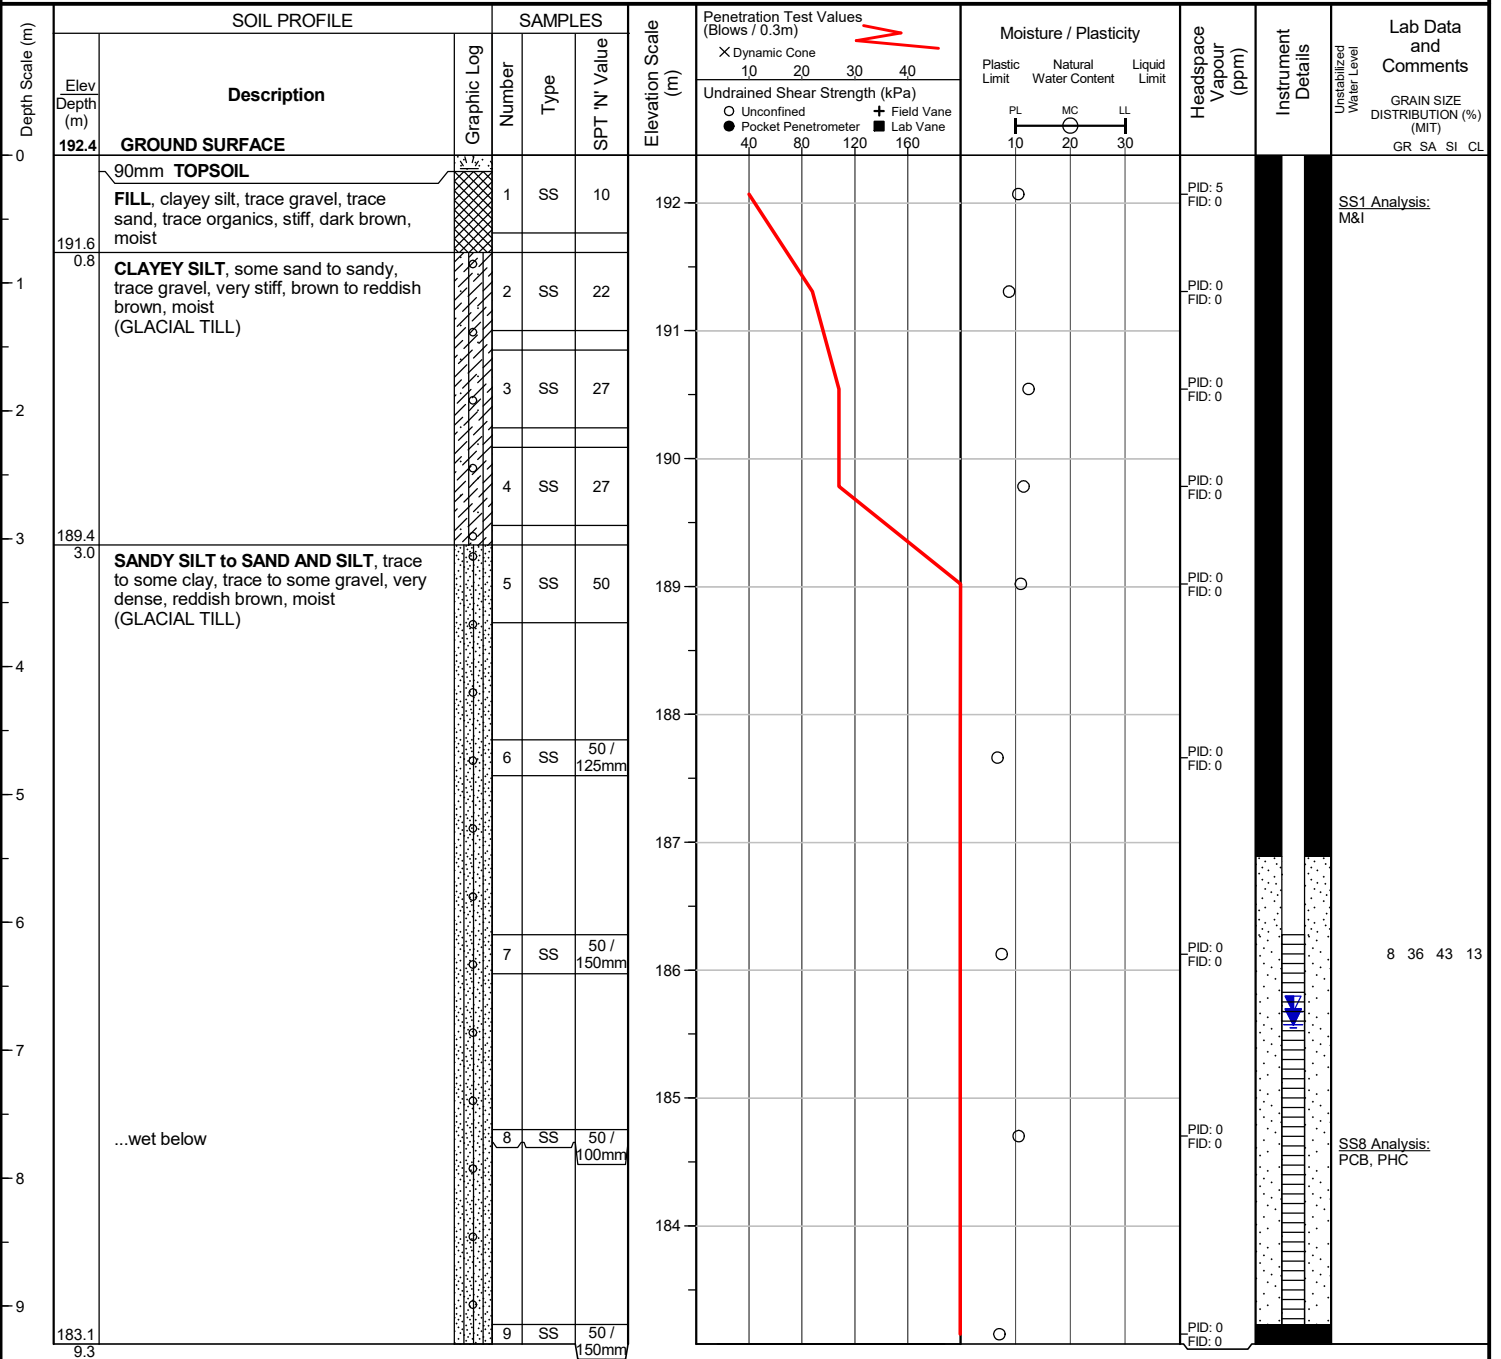 Depth Scale (m)
SOIL PROFILE
SAMPLES
Elev
Depth
(m)
Description
Graphic Log
Number
Type
SPT 'N' Value
Elevation Scale
(m)
Penetration Test Values
(Blows / 0.3m)
Dynamic Cone
10 20 30 40
Undrained Shear Strength (kPa)
Unconfined
Field Vane
Pocket Penetrometer
Lab Vane
40 80 120 160
Moisture / Plasticity
Plastic
Limit
Natural
Water Content
Liquid
Limit
PL MC LL
10 20 30
Headspace
Vapour
(ppm)
Instrument
Details
Unstabilized
Water Level
Lab Data
and
Comments
GRAIN SIZE
DISTRIBUTION (%)
(MIT)
GR SA SI CL
192.4 GROUND SURFACE
0
90mm TOPSOIL
FILL, clayey silt, trace gravel, trace
sand, trace organics, stiff, dark brown,
moist
1 SS 10
192
PID: 5
FID: 0
SS1 Analysis:
M&I
191.6
0.8
CLAYEY SILT, some sand to sandy,
trace gravel, very stiff, brown to reddish
brown, moist
(GLACIAL TILL)
1
2 SS 22
PID: 0
FID: 0
191
3 SS 27
PID: 0
FID: 0
2
190
4 SS 27
PID: 0
FID: 0
3
189.4
3.0
SANDY SILT to SAND AND SILT, trace
to some clay, trace to some gravel, very
dense, reddish brown, moist
(GLACIAL TILL)
5 SS 50
189
PID: 0
FID: 0
4
188
6 SS 50 /
125mm
PID: 0
FID: 0
5
187
6
7 SS 50 /
150mm
PID: 0
FID: 0
8 36 43 13
186
7
185
...wet below
8 SS 50 /
100mm
PID: 0
FID: 0
SS8 Analysis:
PCB, PHC
8
184
9
183.1
9.3
9 SS 50 /
150mm
PID: 0
FID: 0